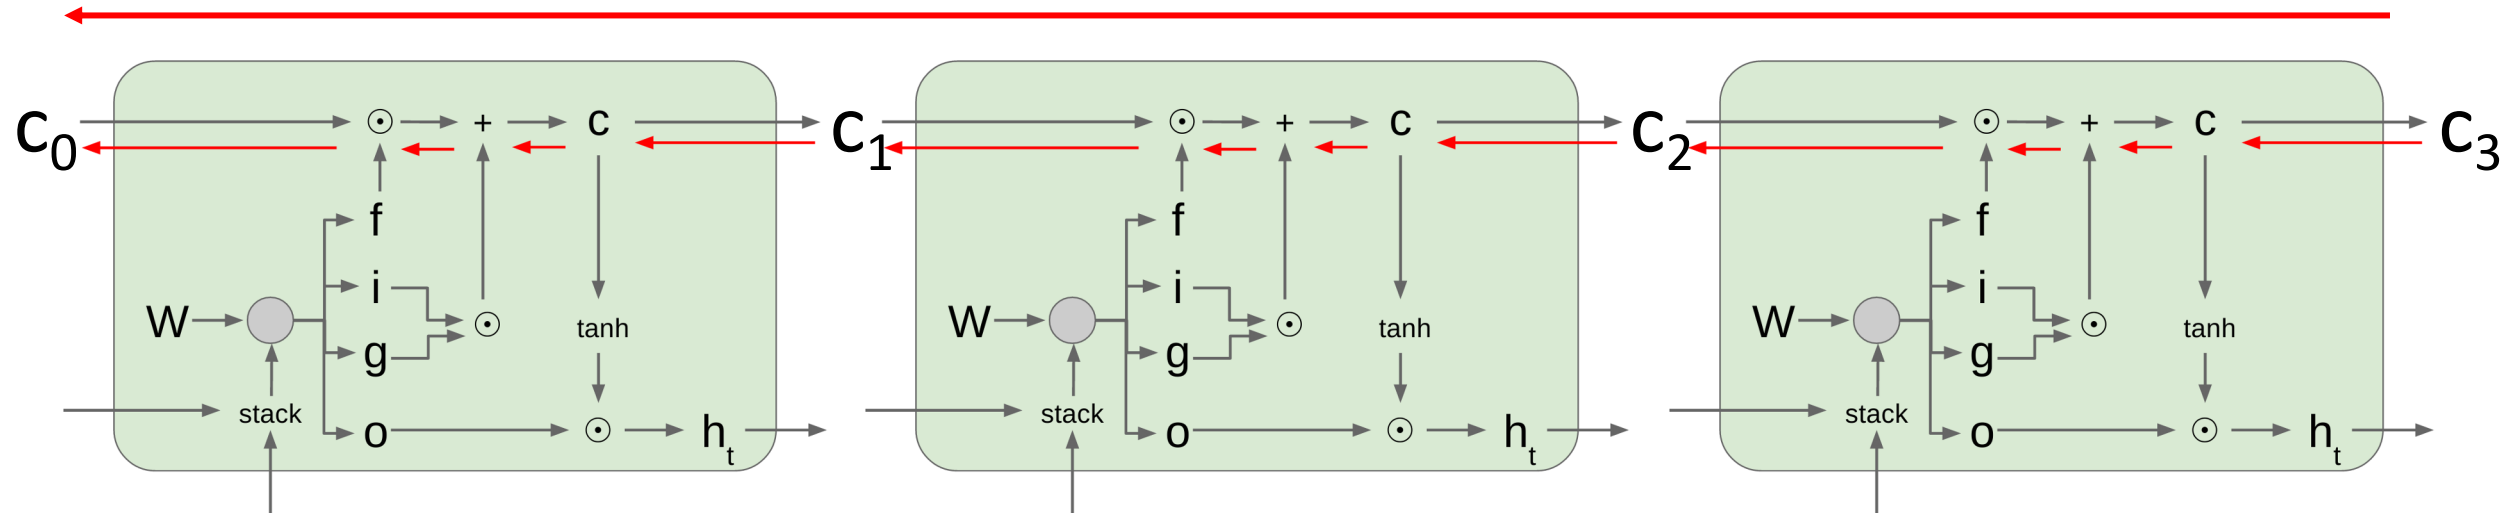 C0 ⊙ + c C1 ⊙ + c C2 ⊙ + c C3
f f f
i i i
W ⊙ tanh W ⊙ tanh W ⊙ tanh
g g g
stack o ⊙ ht stack o ⊙ ht stack o ⊙ ht